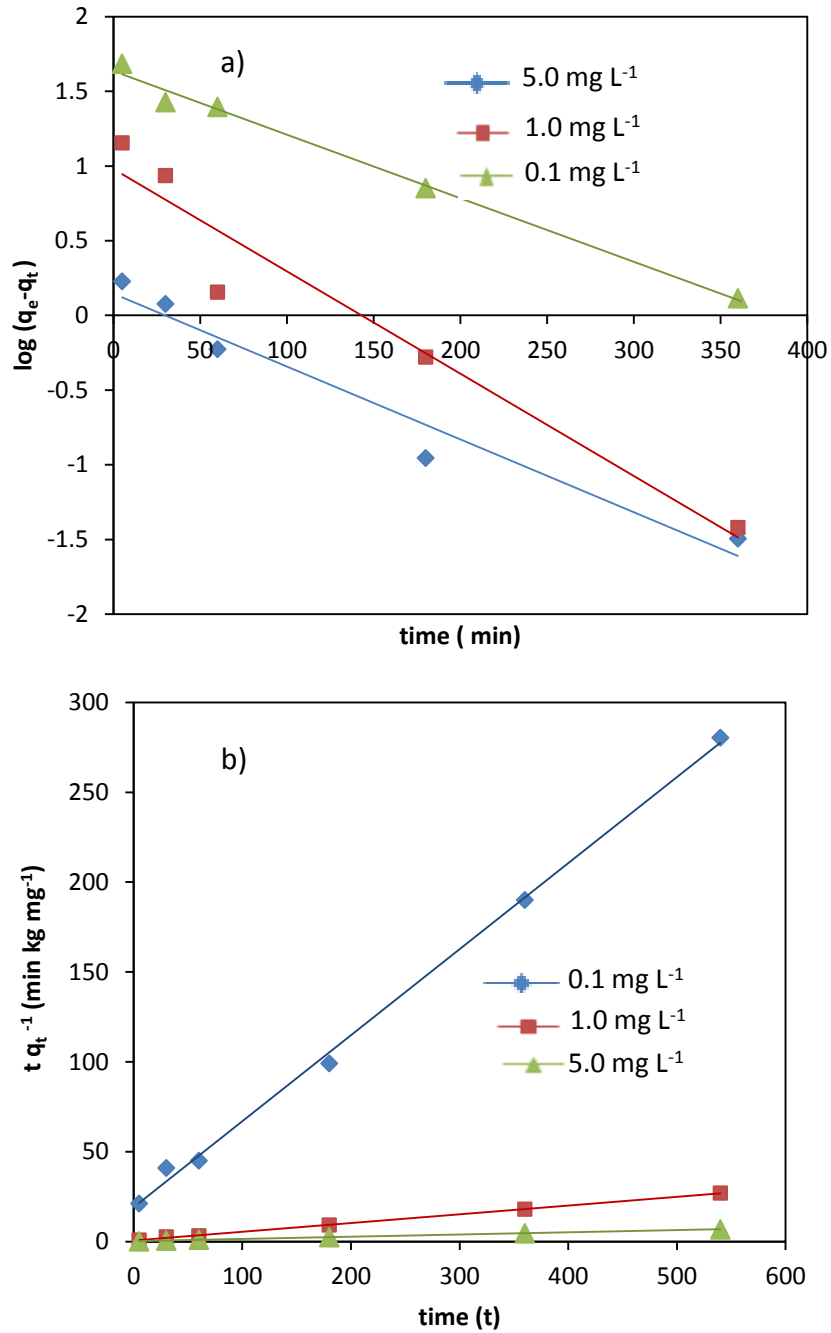 2
1.5
1
0.5
0
-0.5
-1
-1.5
-2
a)
5.0 mg L⁻¹
1.0 mg L⁻¹
0.1 mg L⁻¹
0 50 100 150 200 250 300 350 400
log (qₑ-qₜ)
time ( min)
300
250
200
150
100
50
0
b)
0.1 mg L⁻¹
1.0 mg L⁻¹
5.0 mg L⁻¹
0 100 200 300 400 500 600
t qₜ ⁻¹ (min kg mg⁻¹)
time (t)